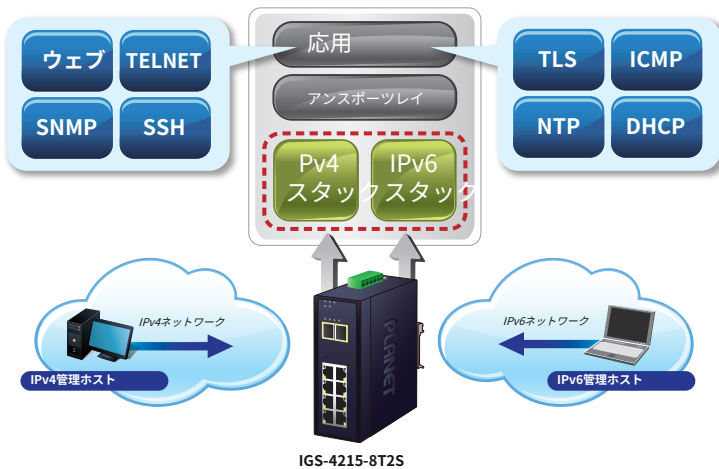 ウェブ
TELNET
SNMP
SSH
応用
アンスポーツレイ
Pv4
スタック
IPv6
スタック
TLS
ICMP
NTP
DHCP
IPv4ネットワーク
IPv4管理ホスト
PLANET
IPv6ネットワーク
IPv6管理ホスト
IGS-4215-8T2S